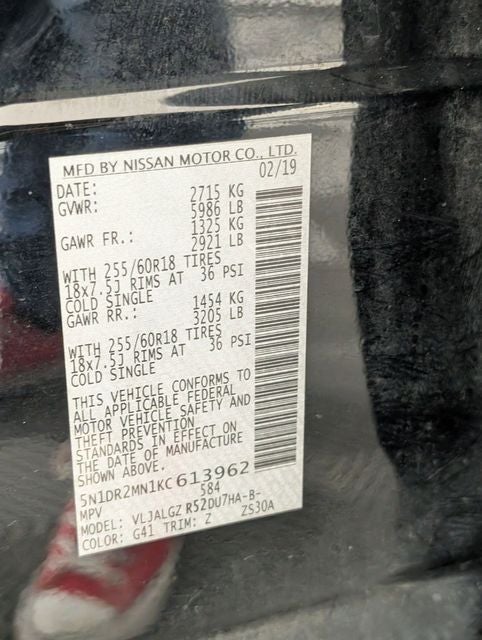 MFD BY NISSAN MOTOR CO., LTD.
DATE: 02/19
GVWR: 2715 KG
5986 LB
GAWR FR.: 1325 KG
2921 LB
WITH 255/60R18 TIRES
18x7.5J RIMS AT 36 PSI
COLD SINGLE
GAWR RR.: 1454 KG
3205 LB
WITH 255/60R18 TIRES
18x7.5J RIMS AT 36 PSI
COLD SINGLE
THIS VEHICLE CONFORMS TO
ALL APPLICABLE FEDERAL
MOTOR VEHICLE SAFETY AND
THEFT PREVENTION
STANDARDS IN EFFECT ON
THE DATE OF MANUFACTURE
SHOWN ABOVE.
5N1DR2MN1KC613962
MPV 584
MODEL: VLJALGZ R52DU7HA-B-
COLOR: G41 TRIM: Z ZS30A